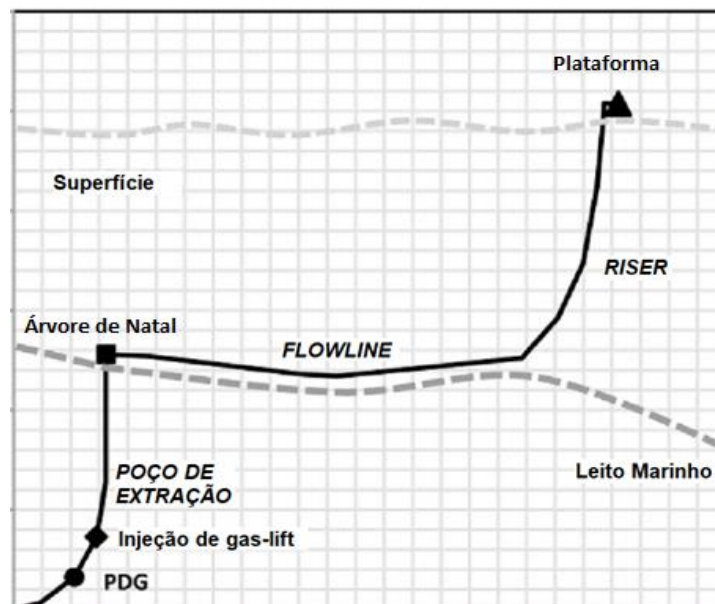 Plataforma
Superfície
RISER
Árvore de Natal
FLOWLINE
POÇO DE
EXTRAÇÃO
Leito Marinho
Injeção de gas-lift
PDG